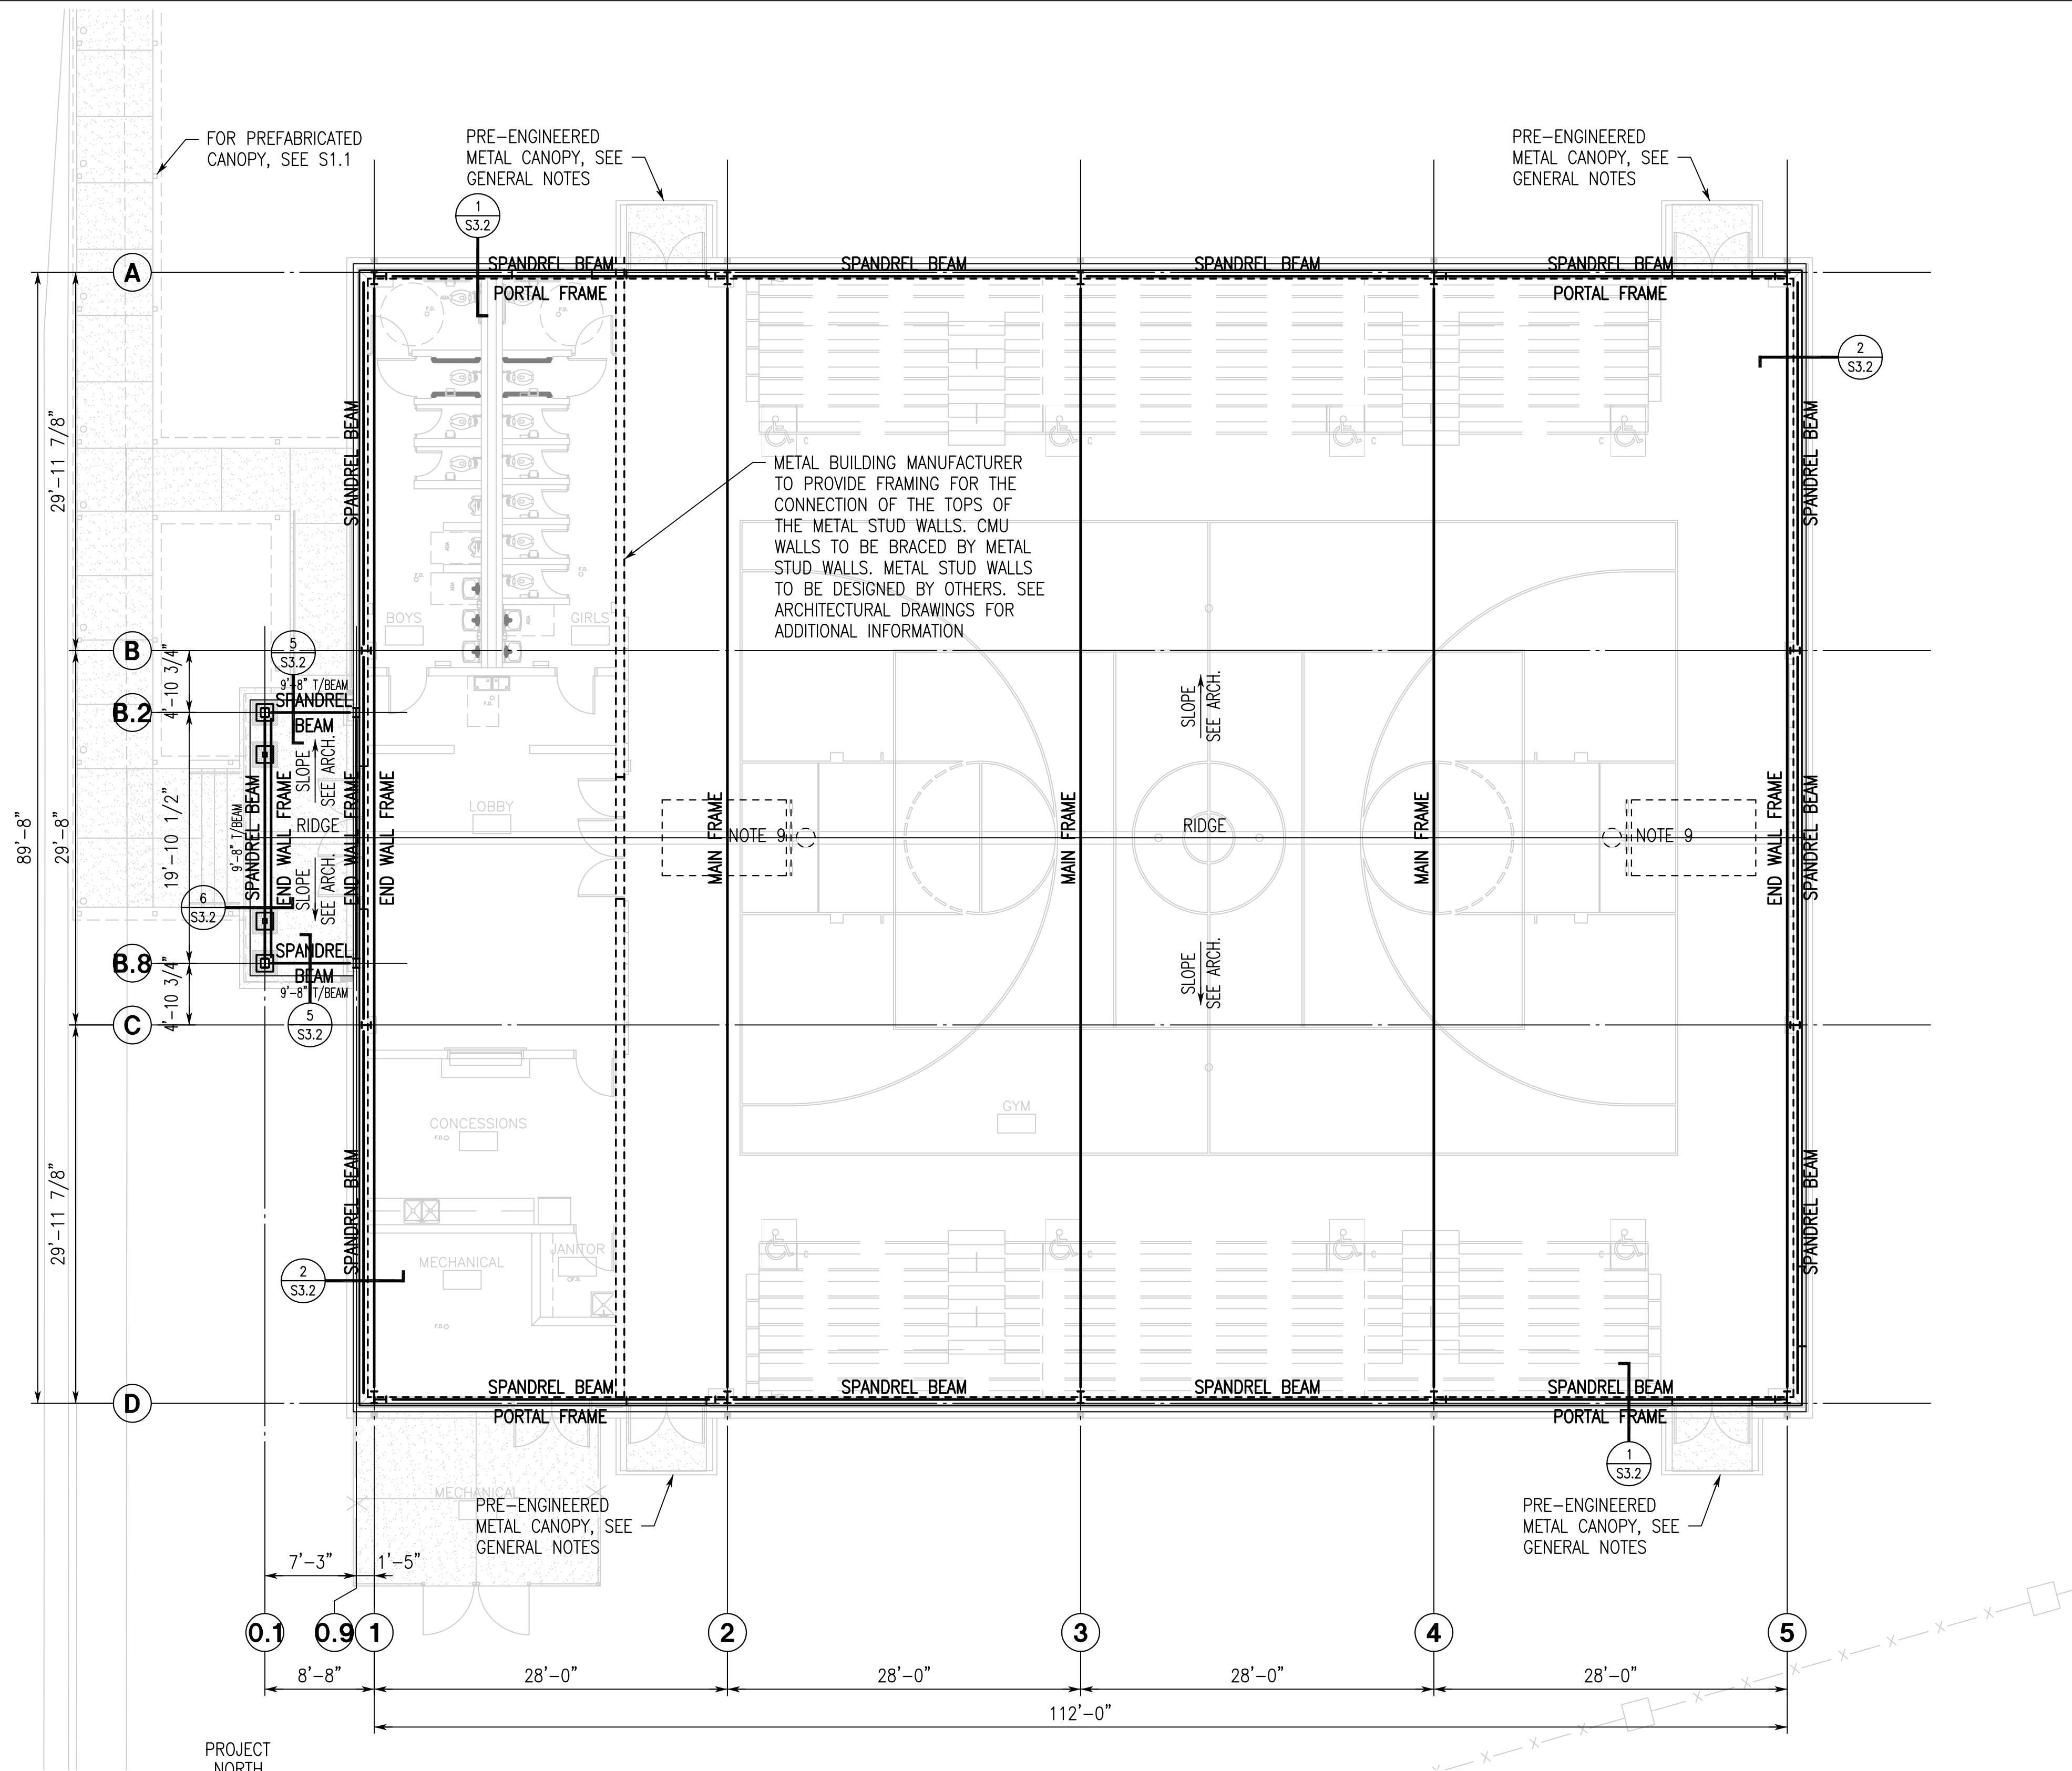 FOR PREFABRICATED
CANOPY, SEE S1.1
PRE-ENGINEERED
METAL CANOPY, SEE
GENERAL NOTES
PRE-ENGINEERED
METAL CANOPY, SEE
GENERAL NOTES
1
S3.2
A
SPANDREL BEAM
SPANDREL BEAM
SPANDREL BEAM
SPANDREL BEAM
PORTAL FRAME
PORTAL FRAME
2
S3.2
29'-11 7/8"
SPANDREL BEAM
SPANDREL BEAM
METAL BUILDING MANUFACTURER
TO PROVIDE FRAMING FOR THE
CONNECTION OF THE TOPS OF
THE METAL STUD WALLS. CMU
WALLS TO BE BRACED BY METAL
STUD WALLS. METAL STUD WALLS
TO BE DESIGNED BY OTHERS. SEE
ARCHITECTURAL DRAWINGS FOR
ADDITIONAL INFORMATION
BOYS
GIRLS
B
5
S3.2
4'-10 3/4"
9'-8" T/BEAM
B.2
SPANDREL
BEAM
SLOPE
SEE ARCH.
SLOPE
SEE ARCH.
89'-8"
29'-8"
19'-10 1/2"
9'-8" T/BEAM
SPANDREL BEAM
END WALL FRAME
RIDGE
SLOPE
SEE ARCH.
END WALL FRAME
END WALL FRAME
LOBBY
MAIN FRAME
NOTE 9
MAIN FRAME
RIDGE
MAIN FRAME
NOTE 9
END WALL FRAME
SPANDREL BEAM
6
S3.2
B.8
SPANDREL
BEAM
9'-8" T/BEAM
4'-10 3/4"
SLOPE
SEE ARCH.
C
5
S3.2
GYM
CONCESSIONS
F.D.
29'-11 7/8"
SPANDREL BEAM
SPANDREL BEAM
JANITOR
MECHANICAL
F.D.
F.D.
2
S3.2
D
SPANDREL BEAM
SPANDREL BEAM
SPANDREL BEAM
SPANDREL BEAM
PORTAL FRAME
PORTAL FRAME
1
S3.2
MECHANICAL
PRE-ENGINEERED
METAL CANOPY, SEE
GENERAL NOTES
PRE-ENGINEERED
METAL CANOPY, SEE
GENERAL NOTES
7'-3"
1'-5"
0.1
0.9
1
2
3
4
5
8'-8"
28'-0"
28'-0"
28'-0"
28'-0"
112'-0"
PROJECT
NORTH